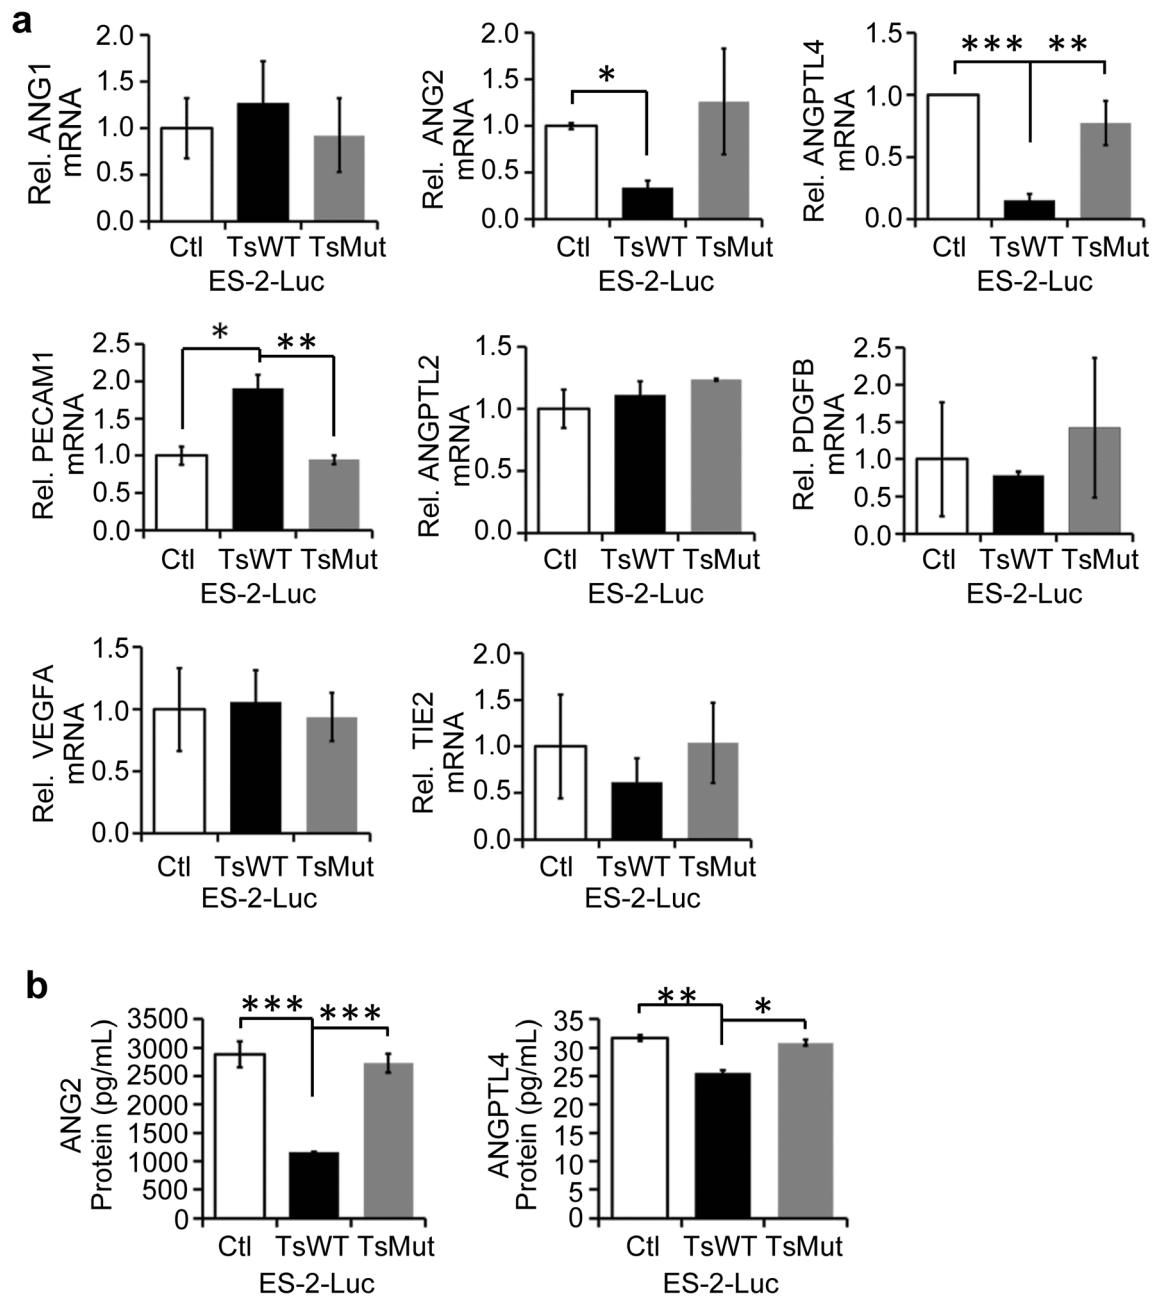 a
Rel. ANG1
mRNA
2.0
1.5
1.0
0.5
0.0
Ctl TsWT TsMut
ES-2-Luc
Rel. ANG2
mRNA
2.0
1.5
1.0
0.5
0.0
*
Ctl TsWT TsMut
ES-2-Luc
Rel. ANGPTL4
mRNA
1.5
1.0
0.5
0.0
*** **
Ctl TsWT TsMut
ES-2-Luc
Rel. PECAM1
mRNA
2.5
2.0
1.5
1.0
0.5
0.0
* **
Ctl TsWT TsMut
ES-2-Luc
Rel. ANGPTL2
mRNA
1.5
1.0
0.5
0.0
Ctl TsWT TsMut
ES-2-Luc
Rel. PDGFB
mRNA
2.5
2.0
1.5
1.0
0.5
0.0
Ctl TsWT TsMut
ES-2-Luc
Rel. VEGFA
mRNA
1.5
1.0
0.5
0.0
Ctl TsWT TsMut
ES-2-Luc
Rel. TIE2
mRNA
2.0
1.5
1.0
0.5
0.0
Ctl TsWT TsMut
ES-2-Luc
b
ANG2
Protein (pg/mL)
3500
3000
2500
2000
1500
1000
500
0
*** ***
Ctl TsWT TsMut
ES-2-Luc
ANGPTL4
Protein (pg/mL)
35
30
25
20
15
10
5
0
** *
Ctl TsWT TsMut
ES-2-Luc